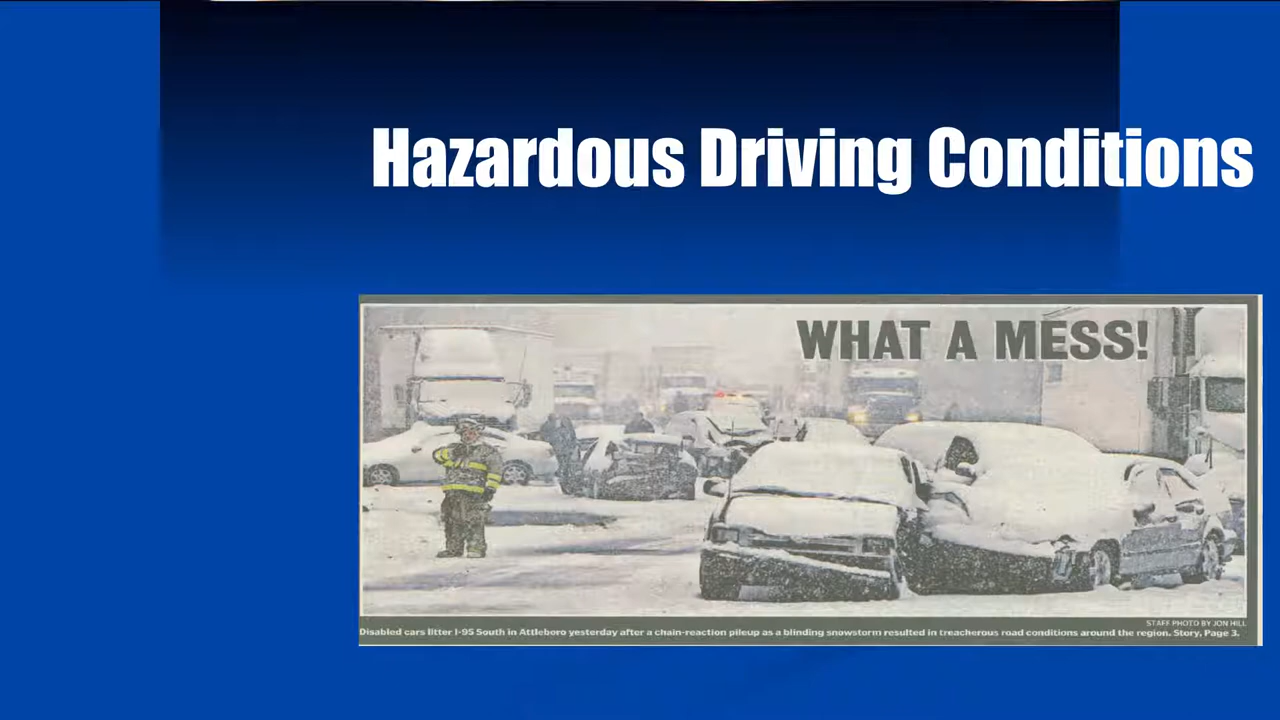 Hazardous Driving Conditions
WHAT A MESS!
STAFF PHOTO BY JON HILL
Disabled cars litter I-95 South in Attleboro yesterday after a chain-reaction pileup as a blinding snowstorm resulted in treacherous road conditions around the region. Story, Page 3.